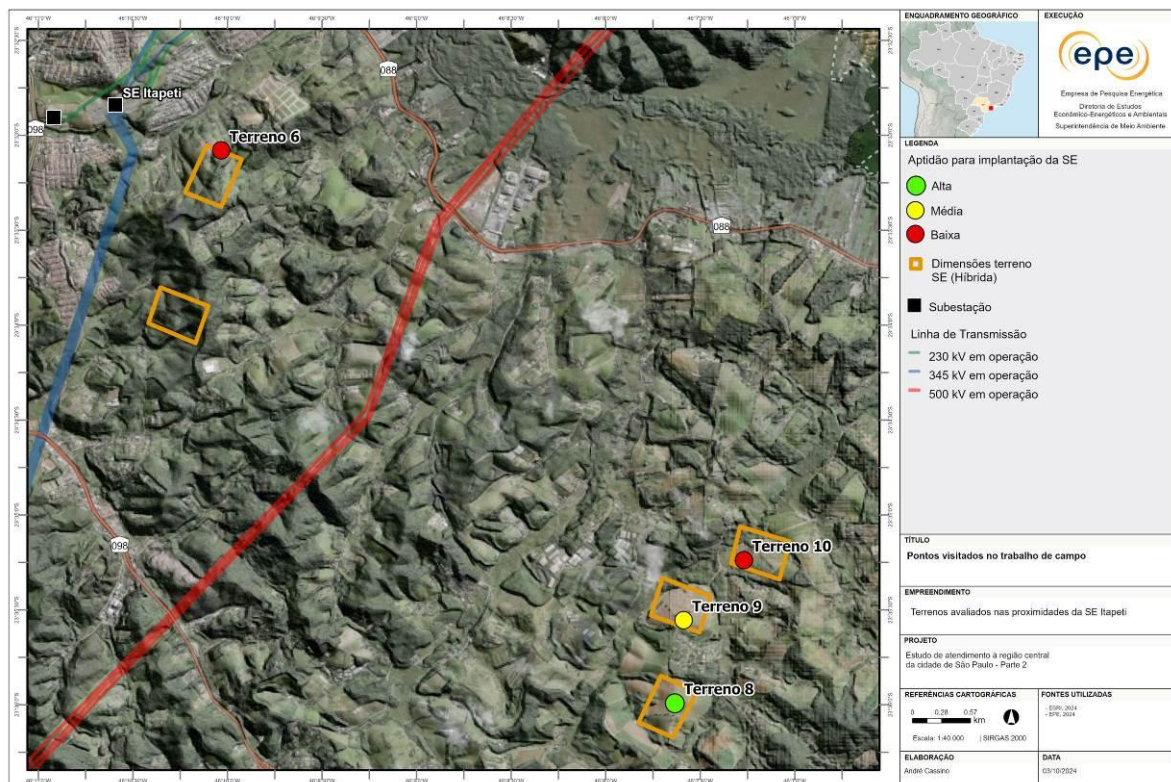 SE Itapeti
098
088
Terreno 6
088
098
Terreno 10
Terreno 9
Terreno 8
ENQUADRAMENTO GEOGRÁFICO
EXECUÇÃO
epe
Empresa de Pesquisa Energética
Diretoria de Estudos
Econômico-Energéticos e Ambientais
Superintendência de Meio Ambiente
LEGENDA
Aptidão para implantação da SE
Alta
Média
Baixa
Dimensões terreno
SE (Híbrida)
Subestação
Linha de Transmissão
230 kV em operação
345 kV em operação
500 kV em operação
TÍTULO
Pontos visitados no trabalho de campo
EMPREENDIMENTO
Terrenos avaliados nas proximidades da SE Itapeti
PROJETO
Estudo de atendimento à região central
da cidade de São Paulo - Parte 2
REFERÊNCIAS CARTOGRÁFICAS
0 0,28 0,57
km
Escala: 1:40.000 | SIRGAS 2000
FONTES UTILIZADAS
- ESRI, 2024
- EPE, 2024
ELABORAÇÃO
André Cassino
DATA
03/10/2024